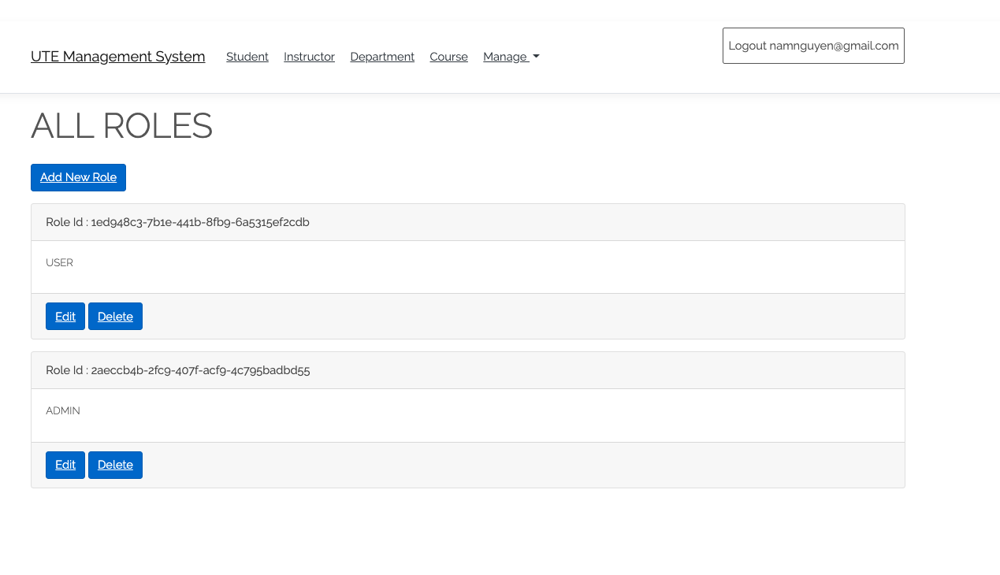 UTE Management System Student Instructor Department Course Manage Logout namnguyen@gmail.com
ALL ROLES
Add New Role
Role Id : 1ed948c3-7b1e-441b-8fb9-6a5315ef2cdb
USER
Edit Delete
Role Id : 2aeccb4b-2fc9-407f-acf9-4c795badbd55
ADMIN
Edit Delete